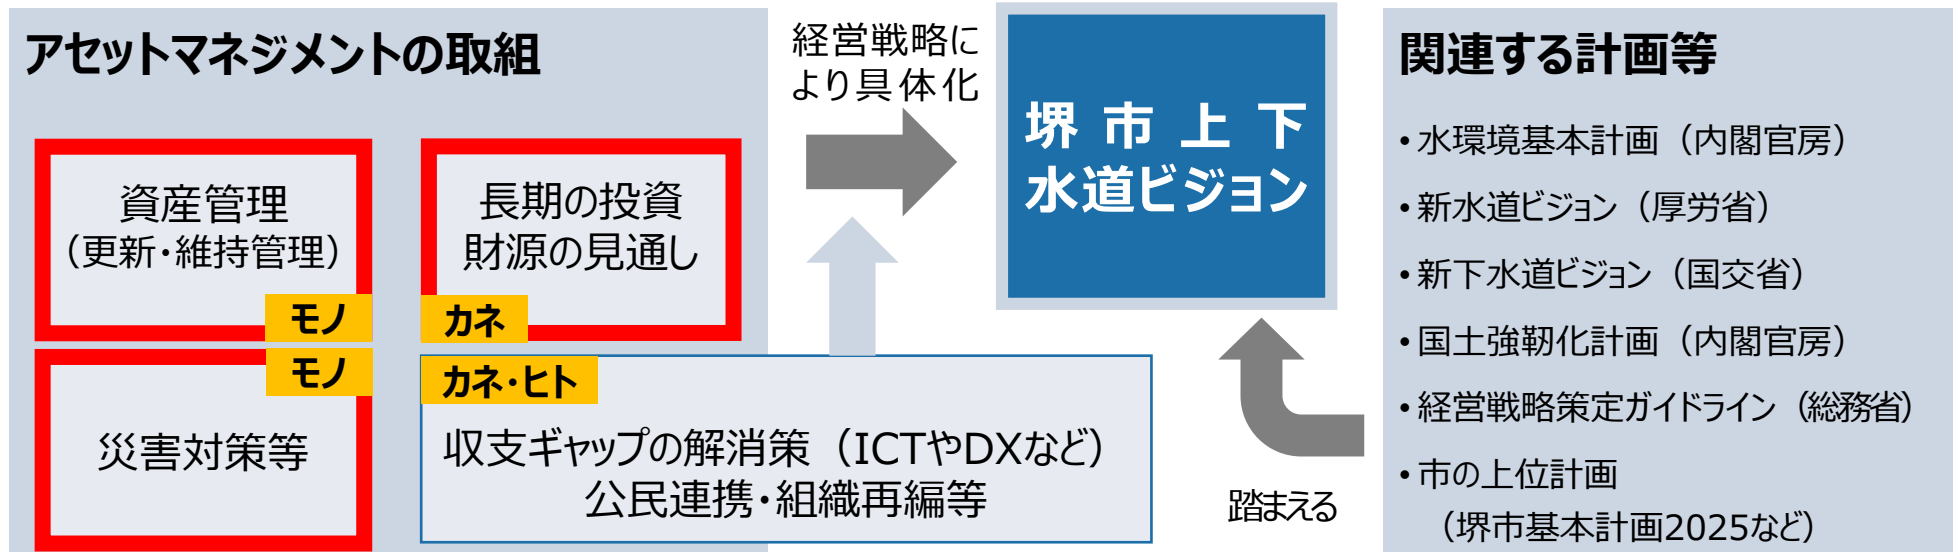 アセットマネジメントの取組
資産管理
（更新・維持管理）
モノ
長期の投資
財源の見通し
カネ
モノ
災害対策等
カネ・ヒト
収支ギャップの解消策（ICTやDXなど）
公民連携・組織再編等
経営戦略に
より具体化
堺市上下
水道ビジョン
踏まえる
関連する計画等
・水環境基本計画（内閣官房）
・新水道ビジョン（厚労省）
・新下水道ビジョン（国交省）
・国土強靭化計画（内閣官房）
・経営戦略策定ガイドライン（総務省）
・市の上位計画
（堺市基本計画2025など）